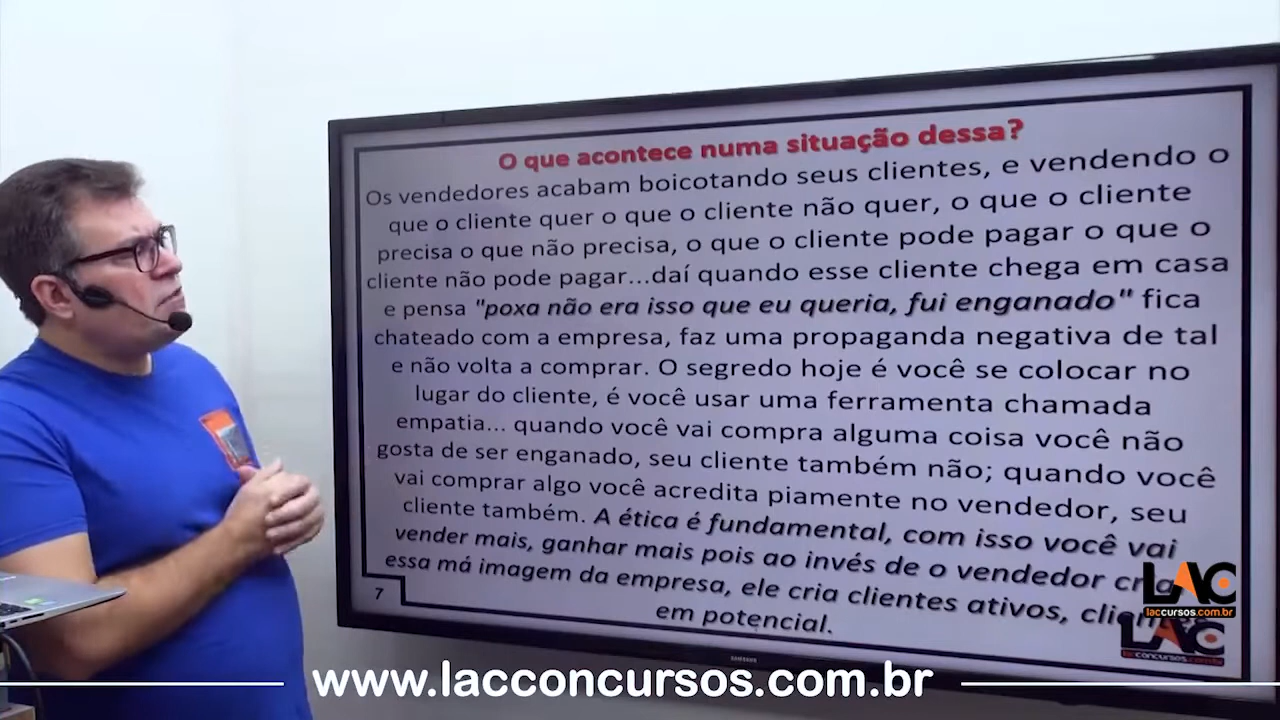 O que acontece numa situação dessa?
Os vendedores acabam boicotando seus clientes, e vendendo o
que o cliente quer o que o cliente não quer, o que o cliente
precisa o que não precisa, o que o cliente pode pagar o que o
cliente não pode pagar...daí quando esse cliente chega em casa
e pensa "poxa não era isso que eu queria, fui enganado" fica
chateado com a empresa, faz uma propaganda negativa de tal
e não volta a comprar. O segredo hoje é você se colocar no
lugar do cliente, é você usar uma ferramenta chamada
empatia... quando você vai compra alguma coisa você não
gosta de ser enganado, seu cliente também não; quando você
vai comprar algo você acredita piamente no vendedor, seu
cliente também. A ética é fundamental, com isso você vai
vender mais, ganhar mais pois ao invés de o vendedor cria
essa má imagem da empresa, ele cria clientes ativos,
em potencial.
7
LAC
laccursos.com.br
LAC
lacconcursos.com.br
SAMSUNG
www.lacconcursos.com.br